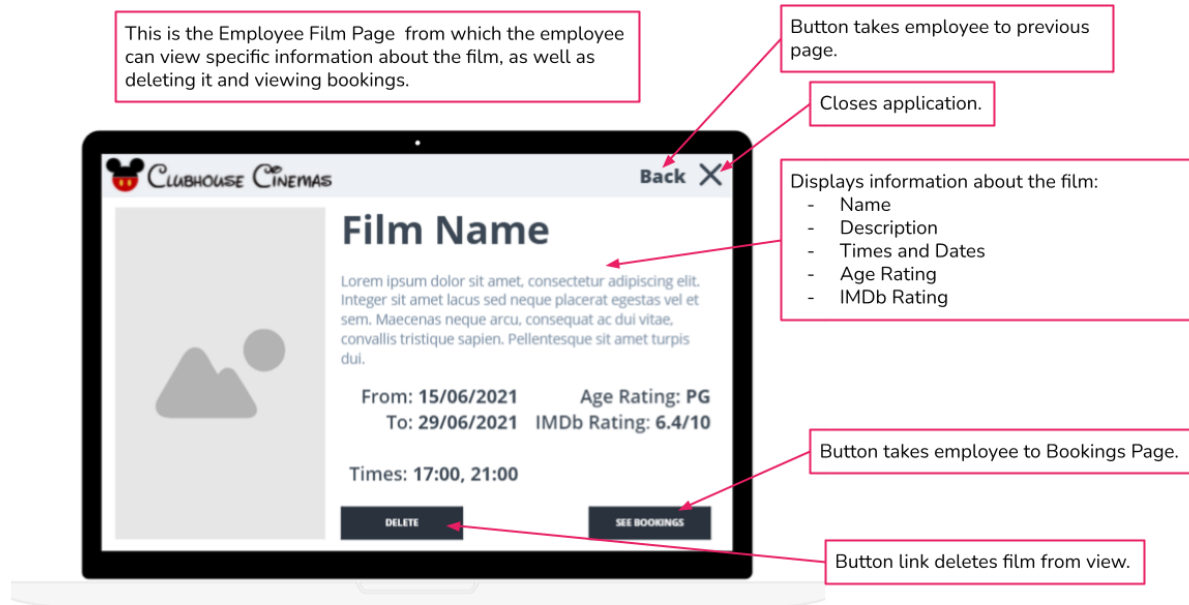 This is the Employee Film Page from which the employee
can view specific information about the film, as well as
deleting it and viewing bookings.
Button takes employee to previous
page.
Closes application.
Clubhouse Cinemas
Back
Displays information about the film:
- Name
- Description
- Times and Dates
- Age Rating
- IMDb Rating
Film Name
Lorem ipsum dolor sit amet, consectetur adipiscing elit.
Integer sit amet lacus sed neque placerat egestas vel et
sem. Maecenas neque arcu, consequat ac dui vitae,
convallis tristique sapien. Pellentesque sit amet turpis
dui.
From: 15/06/2021
To: 29/06/2021
Age Rating: PG
IMDb Rating: 6.4/10
Times: 17:00, 21:00
Button takes employee to Bookings Page.
DELETE
SEE BOOKINGS
Button link deletes film from view.